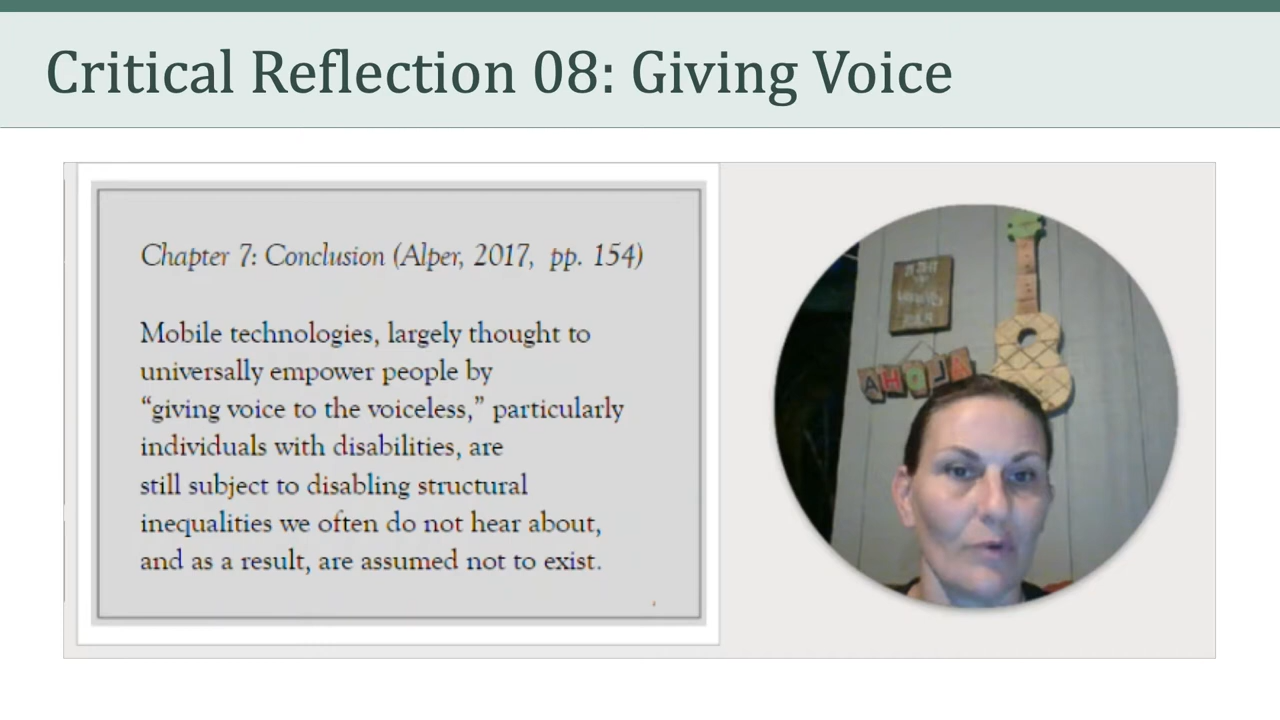 Critical Reflection 08: Giving Voice
Chapter 7: Conclusion (Alper, 2017, pp. 154)
Mobile technologies, largely thought to
universally empower people by
“giving voice to the voiceless,” particularly
individuals with disabilities, are
still subject to disabling structural
inequalities we often do not hear about,
and as a result, are assumed not to exist.
AHOJA